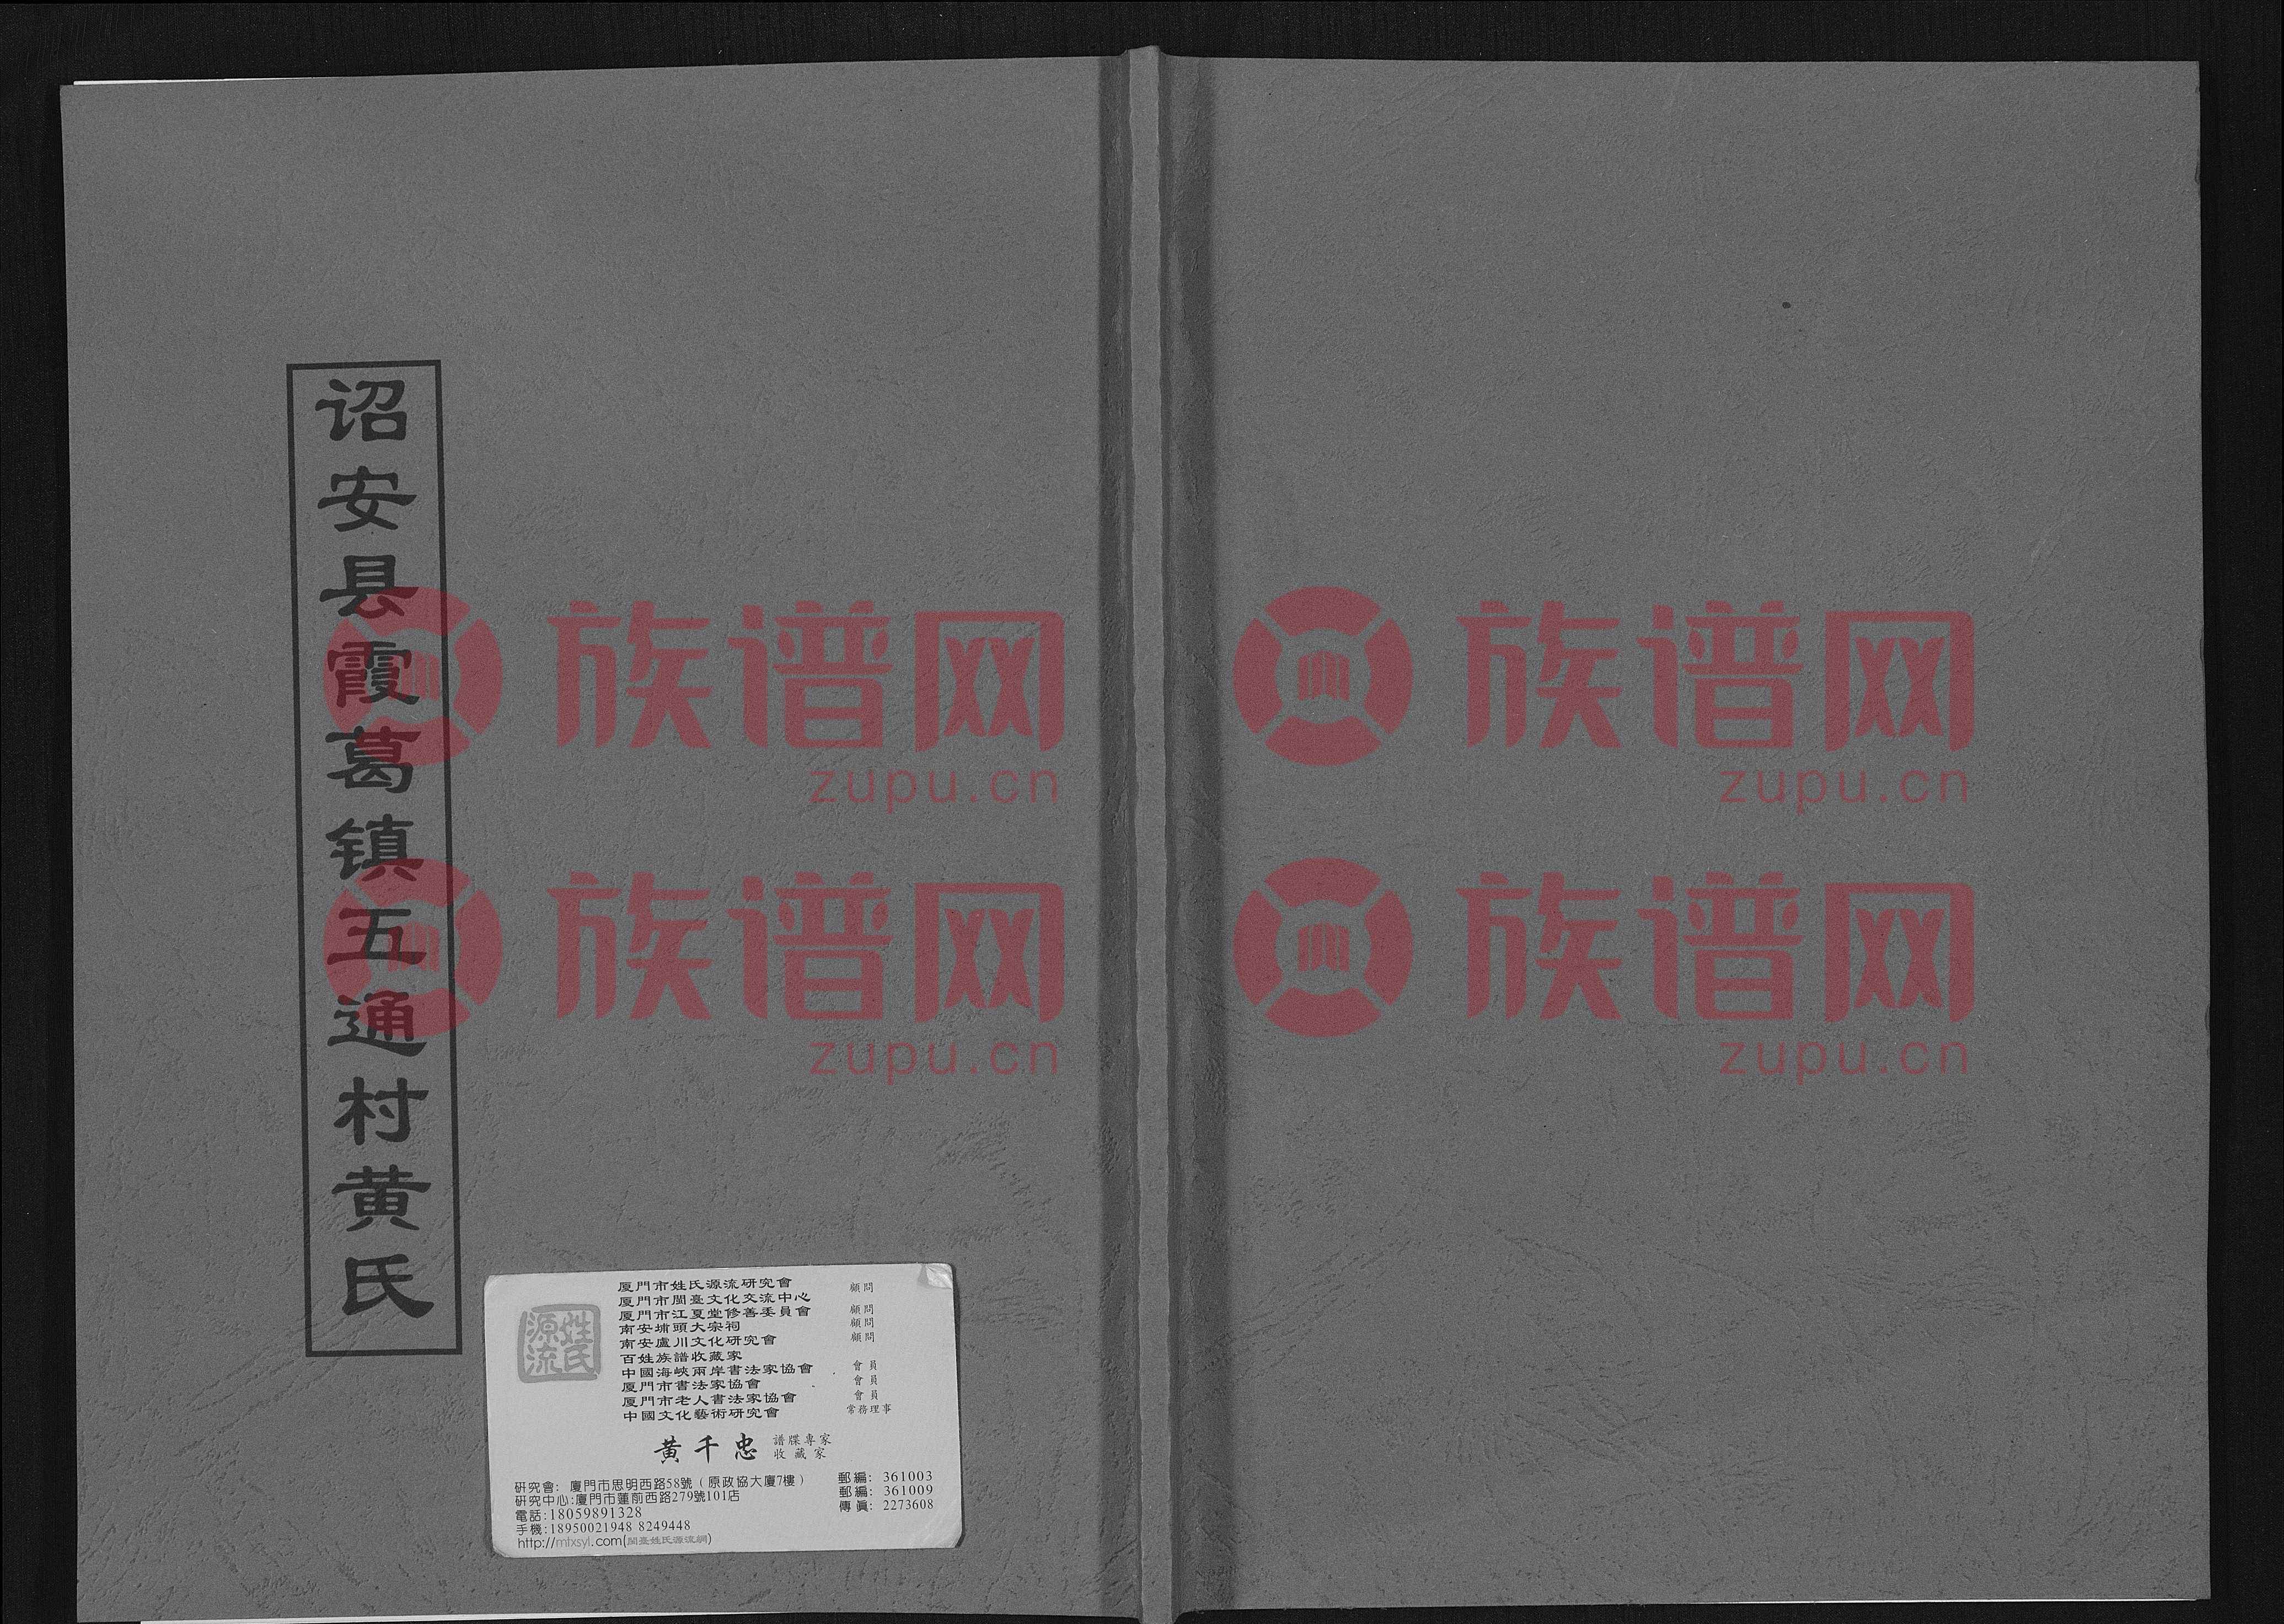 诏安县霞葛镇五通村黄氏
族谱网
zupu.cn
族谱网
zupu.cn
族谱网
zupu.cn
族谱网
zupu.cn
姓氏源流
厦門市姓氏源流研究會 顧問
厦門市閩臺文化交流中心
厦門市江夏堂修善委員會 顧問
南安埔頭大宗祠 顧問
南安盧川文化研究會 顧問
百姓族譜收藏家
中國海峽兩岸書法家協會 會員
厦門市書法家協會 會員
厦門市老人書法家協會 會員
中國文化藝術研究會 常務理事
黄千忠 譜牒專家
收藏家
研究會: 廈門市思明西路58號(原政協大廈7樓) 郵編: 361003
研究中心:廈門市蓮前西路279號101店 郵編: 361009
電話:18059891328 傳眞: 2273608
手機:18950021948 8249448
http://mtxsyl.com(閩臺姓氏源流網)